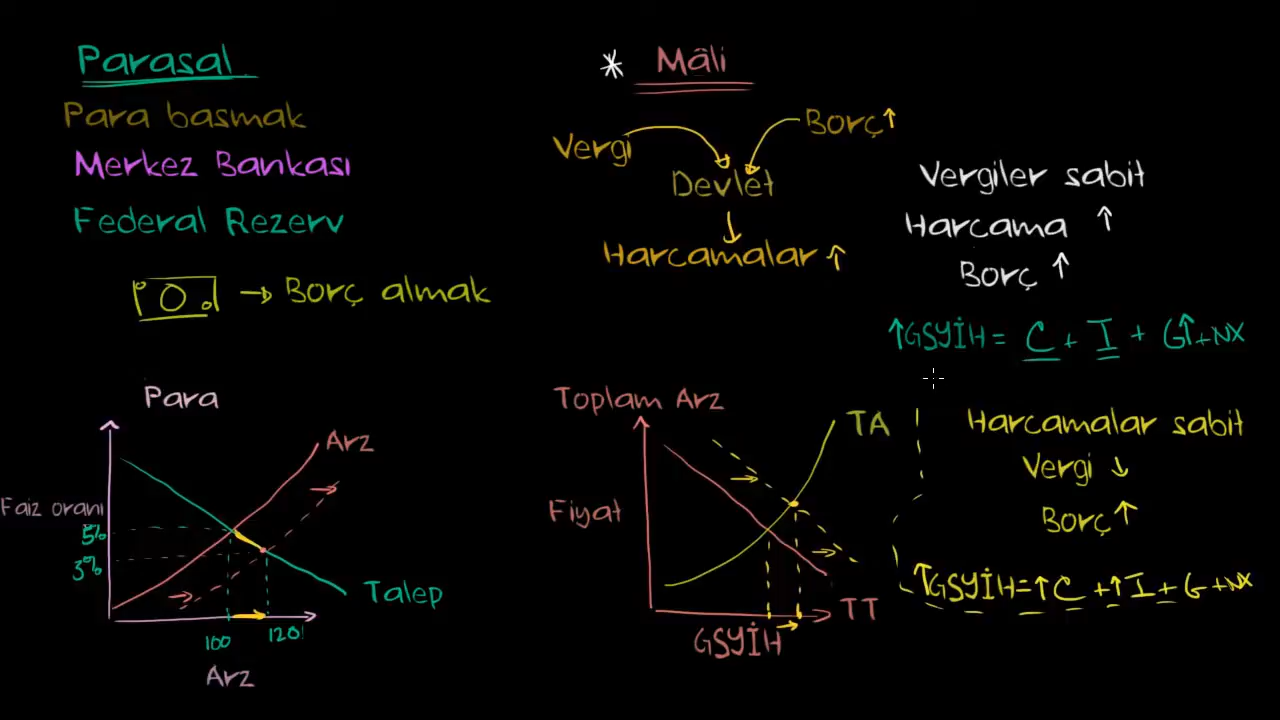 Parasal
Para basmak
Merkez Bankası
Federal Rezerv
→ Borç almak
Para
Arz
Faiz oranı
5%
3%
Talep
100
120
Arz
* Mâli
Vergi
Borç↑
Devlet
Harcamalar ↑
Toplam Arz
TA
Fiyat
TT
GSYİH
Vergiler sabit
Harcama ↑
Borç ↑
↑GSYİH = C + I + G↑+NX
Harcamalar sabit
Vergi ↓
Borç↑
↑GSYİH=↑C +↑I + G +NX